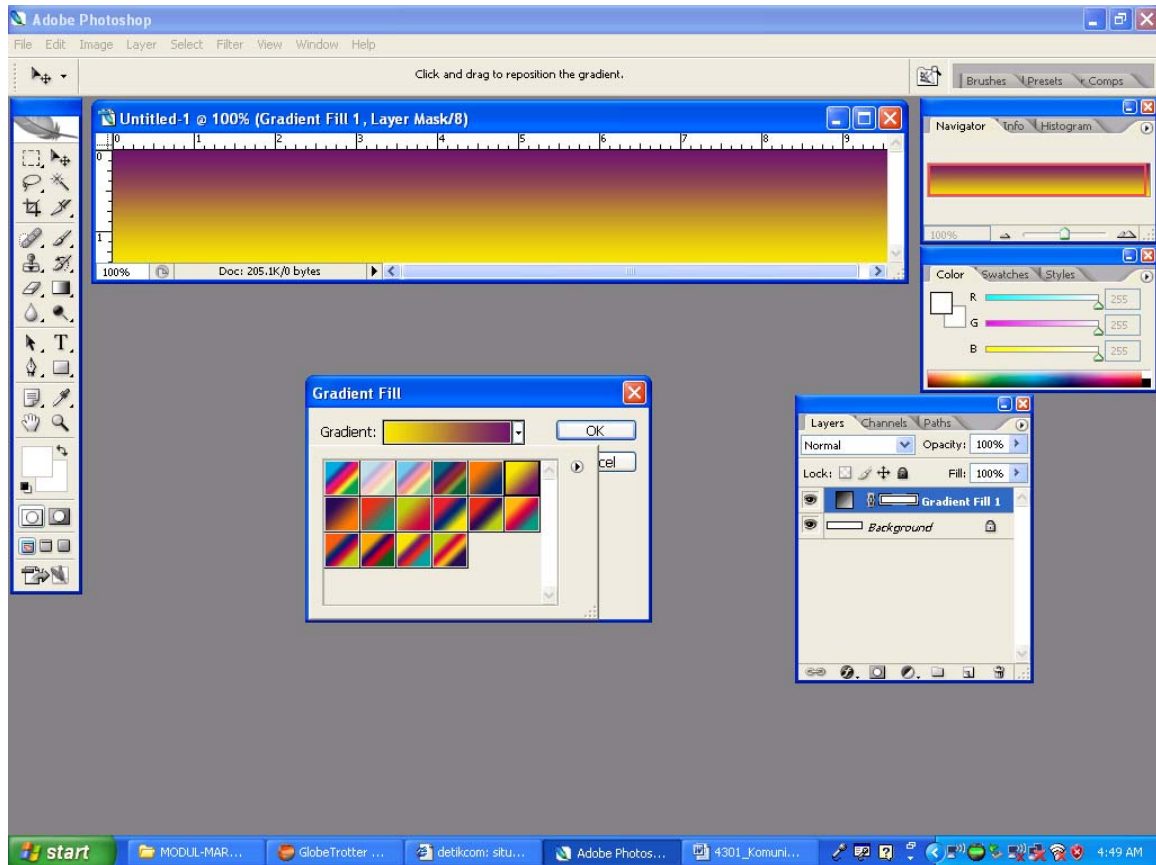 Adobe Photoshop
File Edit Image Layer Select Filter View Window Help
Click and drag to reposition the gradient.
Brushes Presets Comps
Untitled-1 @ 100% (Gradient Fill 1, Layer Mask/8)
0 1 2 3 4 5 6 7 8 9
0
1
100% Doc: 205.1K/0 bytes
Navigator Info Histogram
100%
Color Swatches Styles
R 255
G 255
B 255
T
Gradient Fill
Gradient: OK
cel
Layers Channels Paths
Normal Opacity: 100%
Lock: Fill: 100%
Gradient Fill 1
Background
start MODUL-MAR... GlobeTrotter ... detikcom: situ... Adobe Photos... 4301_Komuni... 4:49 AM